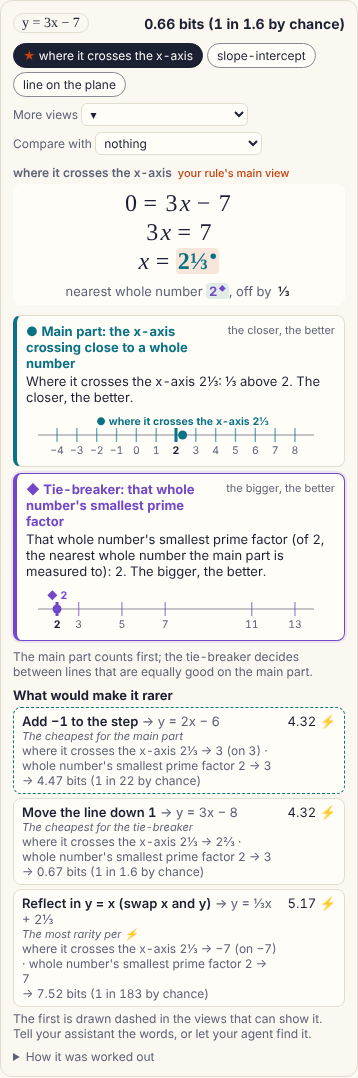 y = 3x − 7
0.66 bits (1 in 1.6 by chance)
★ where it crosses the x-axis
slope-intercept
line on the plane
More views ▾
Compare with nothing
where it crosses the x-axis your rule's main view
0 = 3x − 7
3x = 7
x = 2⅓●
nearest whole number 2◆, off by ⅓
● Main part: the x-axis
crossing close to a whole
number
the closer, the better
Where it crosses the x-axis 2⅓: ⅓ above 2. The
closer, the better.
● where it crosses the x-axis 2⅓
−4 −3 −2 −1 0 1 2 3 4 5 6 7 8
◆ Tie-breaker: that whole
number's smallest prime
factor
the bigger, the better
That whole number's smallest prime factor (of 2,
the nearest whole number the main part is
measured to): 2. The bigger, the better.
◆ 2
2 3 5 7 11 13
The main part counts first; the tie-breaker decides
between lines that are equally good on the main part.
What would make it rarer
Add −1 to the step → y = 2x − 6 4.32 ⚡
The cheapest for the main part
where it crosses the x-axis 2⅓ → 3 (on 3) ·
whole number's smallest prime factor 2 → 3
→ 4.47 bits (1 in 22 by chance)
Move the line down 1 → y = 3x − 8 4.32 ⚡
The cheapest for the tie-breaker
where it crosses the x-axis 2⅓ → 2⅔ ·
whole number's smallest prime factor 2 → 3
→ 0.67 bits (1 in 1.6 by chance)
Reflect in y = x (swap x and y) → y = ⅓x 5.17 ⚡
+ 2⅓
The most rarity per ⚡
where it crosses the x-axis 2⅓ → −7 (on −7)
· whole number's smallest prime factor 2 →
7
→ 7.52 bits (1 in 183 by chance)
The first is drawn dashed in the views that can show it.
Tell your assistant the words, or let your agent find it.
▶ How it was worked out